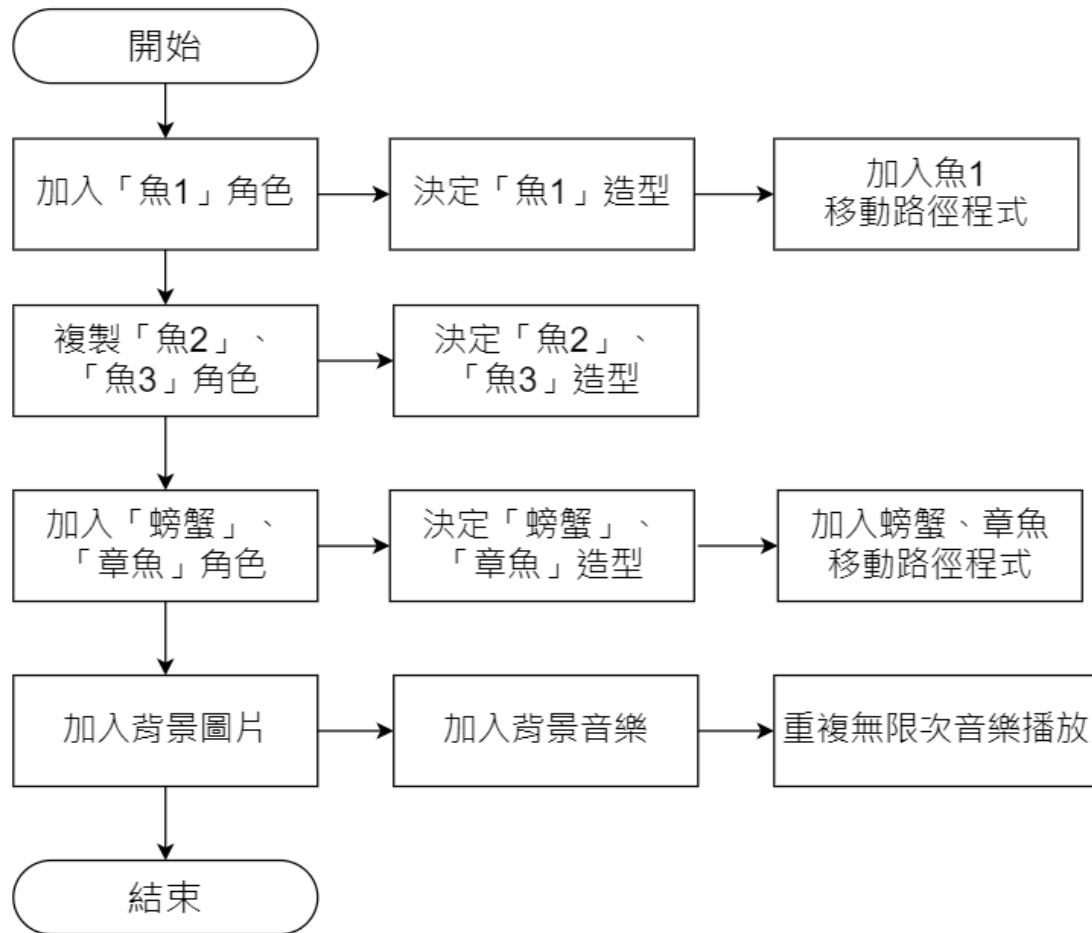 開始
加入「魚1」角色
決定「魚1」造型
加入魚1
移動路徑程式
複製「魚2」、
「魚3」角色
決定「魚2」、
「魚3」造型
加入「螃蟹」、
「章魚」角色
決定「螃蟹」、
「章魚」造型
加入螃蟹、章魚
移動路徑程式
加入背景圖片
加入背景音樂
重複無限次音樂播放
結束